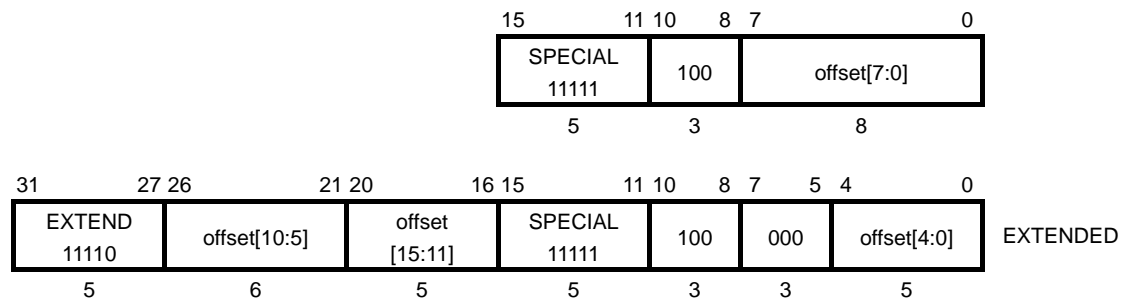 15 11 10 8 7 0
SPECIAL
11111 100 offset[7:0]
5 3 8
31 27 26 21 20 16 15 11 10 8 7 5 4 0
EXTEND
11110 offset[10:5] offset
[15:11] SPECIAL
11111 100 000 offset[4:0] EXTENDED
5 6 5 5 3 3 5